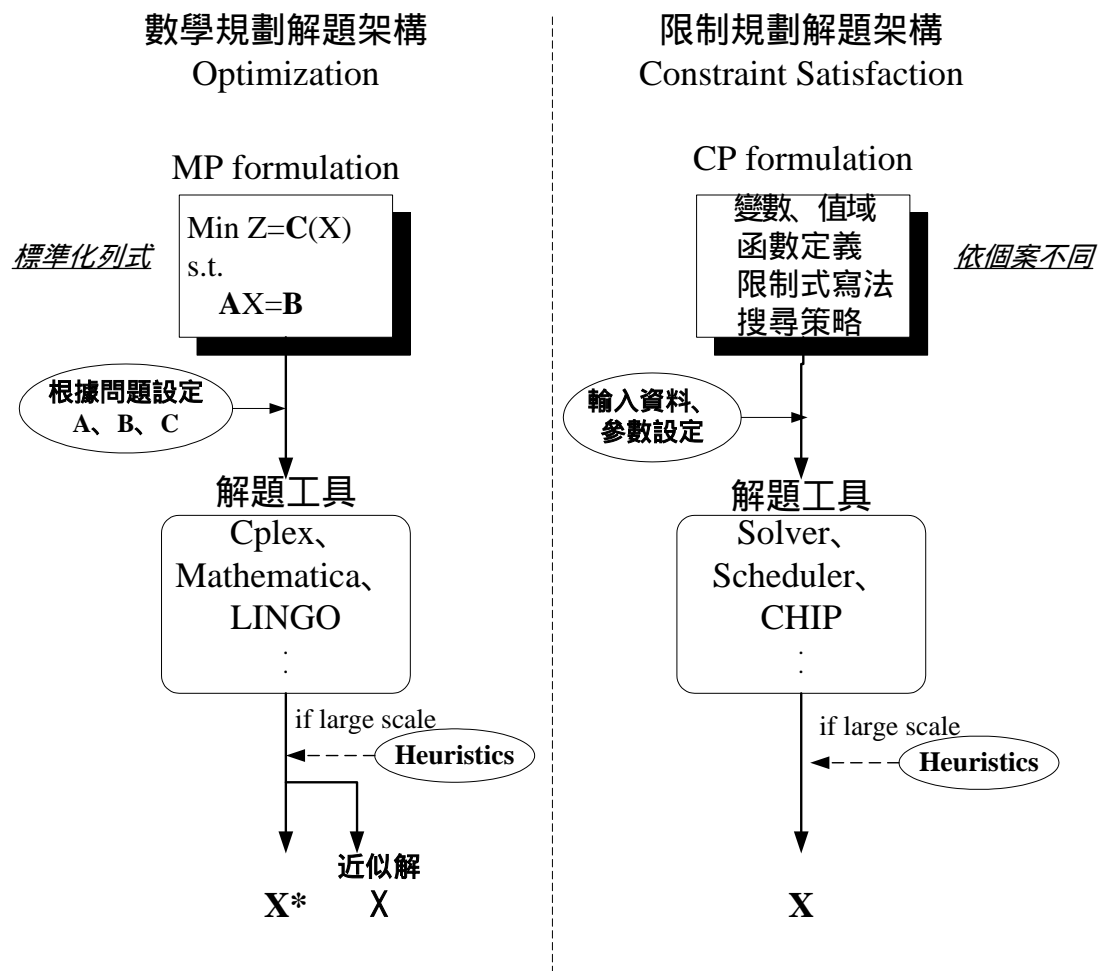 數學規劃解題架構
Optimization
MP formulation
標準化列式
Min Z=C(X)
s.t.
AX=B
根據問題設定
A、B、C
解題工具
Cplex、
Mathematica、
LINGO
.
.
if large scale
Heuristics
近似解
X*
X
限制規劃解題架構
Constraint Satisfaction
CP formulation
變數、值域
函數定義
限制式寫法
搜尋策略
依個案不同
輸入資料、
參數設定
解題工具
Solver、
Scheduler、
CHIP
.
.
if large scale
Heuristics
X